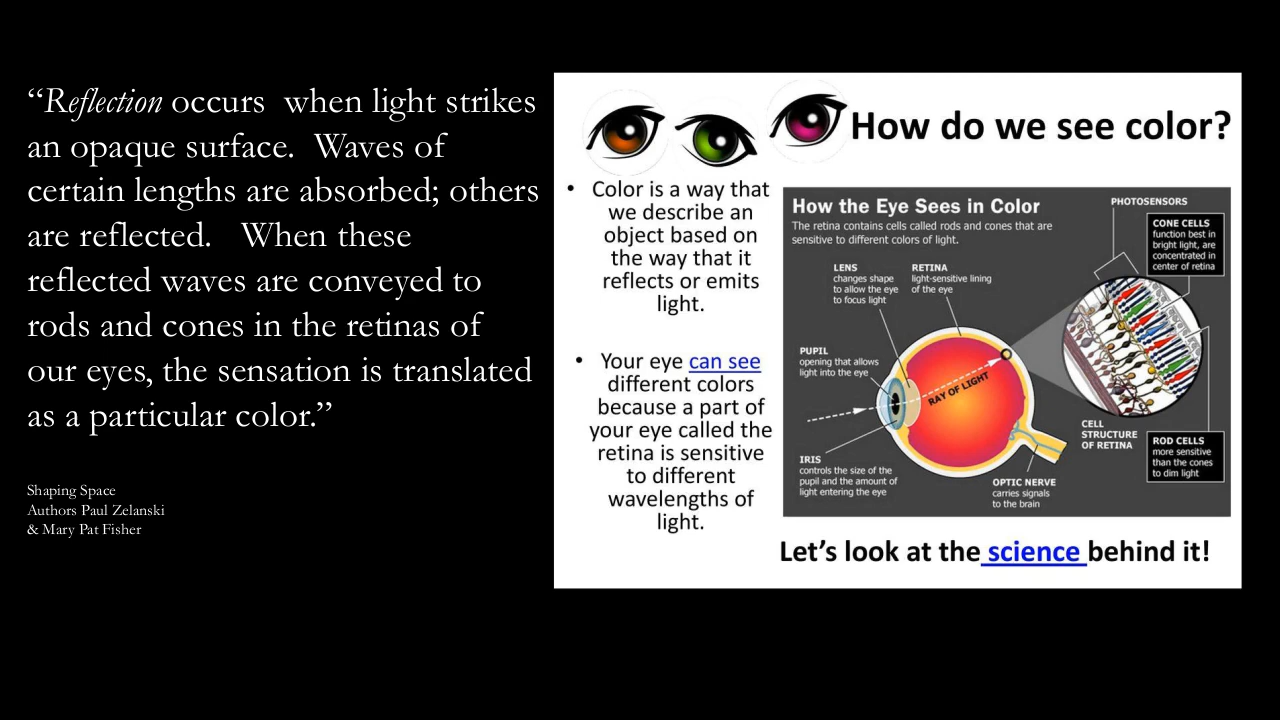 “Reflection occurs  when light strikes
an opaque surface.  Waves of
certain lengths are absorbed; others
are reflected.   When these
reflected waves are conveyed to
rods and cones in the retinas of
our eyes, the sensation is translated
as a particular color.”
Shaping Space
Authors Paul Zelanski
& Mary Pat Fisher
How do we see color?
• Color is a way that
we describe an
object based on
the way that it
reflects or emits
light.
• Your eye can see
different colors
because a part of
your eye called the
retina is sensitive
to different
wavelengths of
light.
How the Eye Sees in Color
The retina contains cells called rods and cones that are
sensitive to different colors of light.
PHOTOSENSORS
CONE CELLS
function best in
bright light, are
concentrated in
center of retina
LENS
changes shape
to allow the eye
to focus light
RETINA
light-sensitive lining
of the eye
PUPIL
opening that allows
light into the eye
RAY OF LIGHT
IRIS
controls the size of the
pupil and the amount of
light entering the eye
OPTIC NERVE
carries signals
to the brain
CELL
STRUCTURE
OF RETINA
ROD CELLS
more sensitive
than the cones
to dim light
Let’s look at the science behind it!